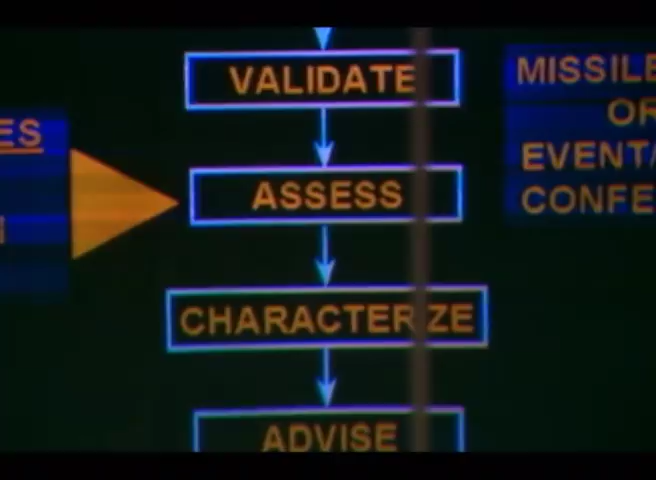 VALIDATE
ASSESS
CHARACTERIZE
ADVISE
ES
MISSILE
OR
EVENT/
CONFE